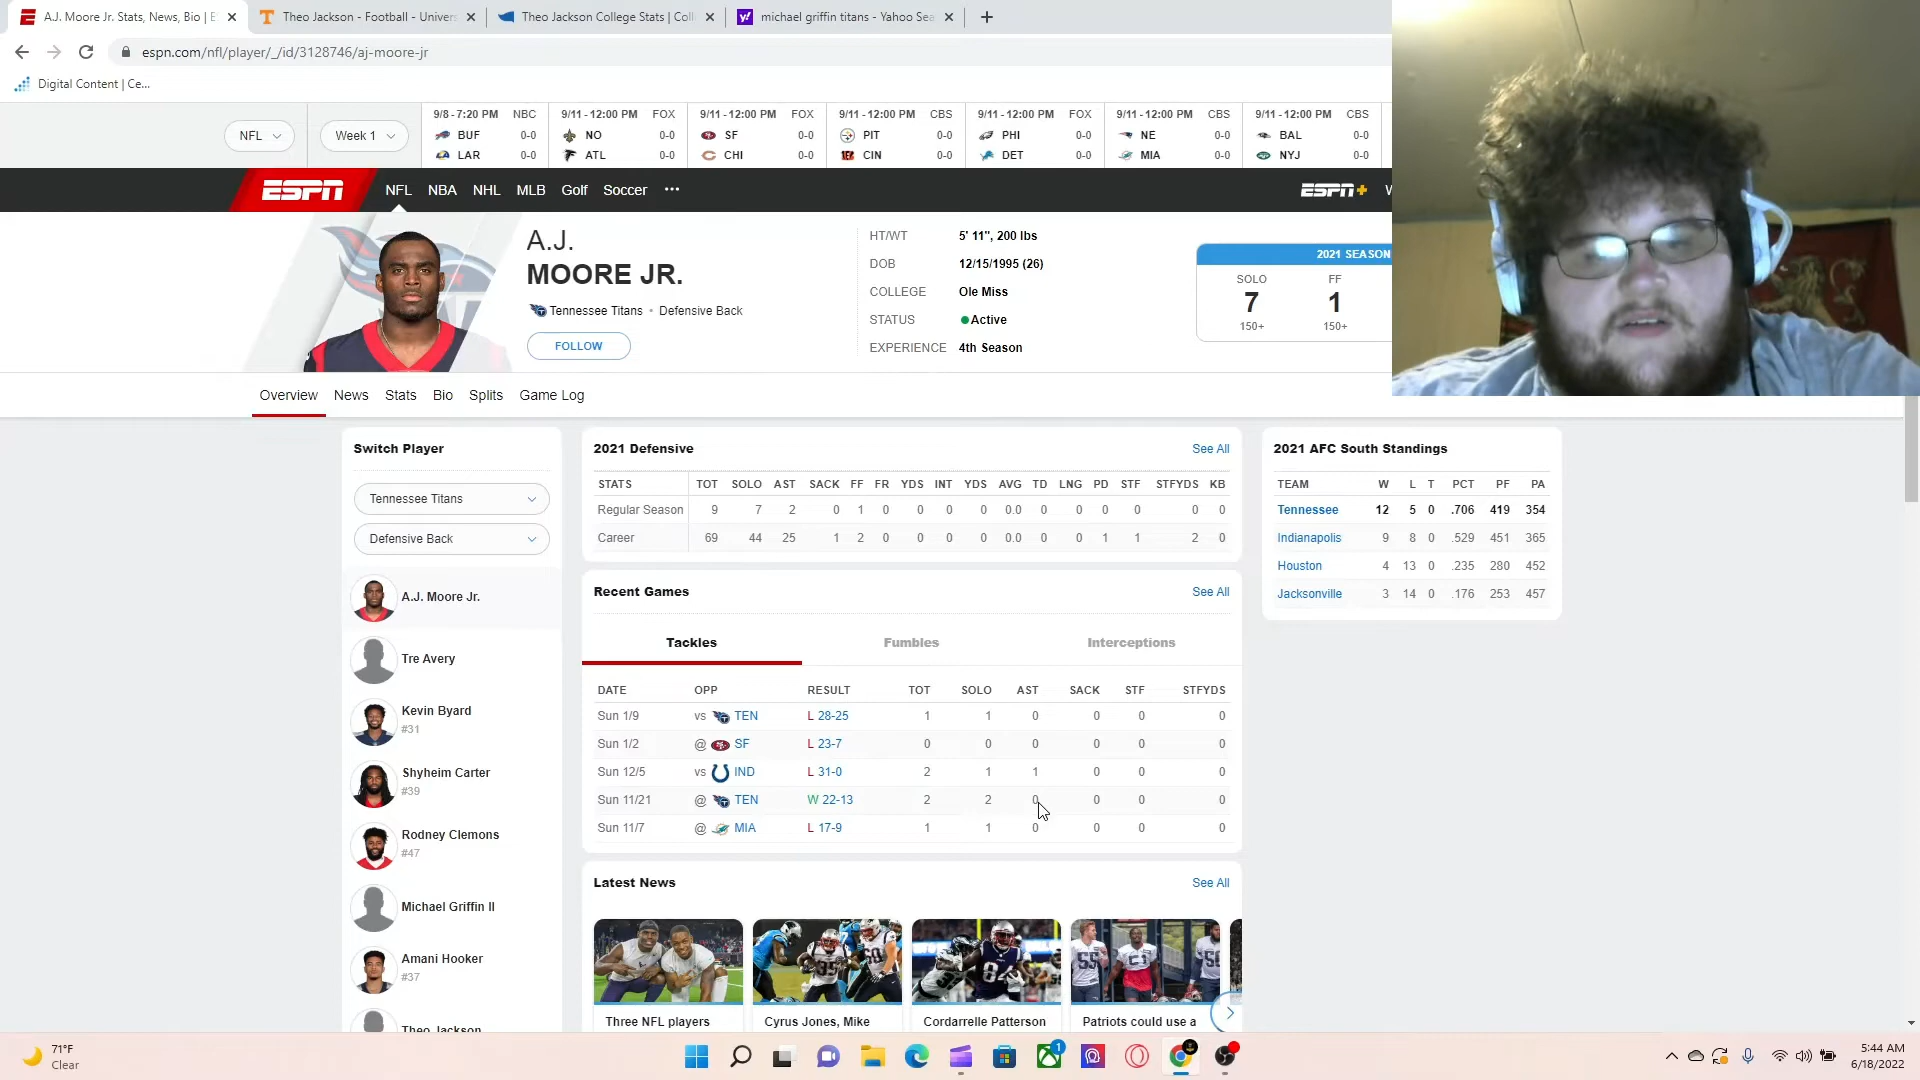 A.J. Moore Jr. Stats, News, Bio | E
Theo Jackson - Football - Univers
Theo Jackson College Stats | Coll
michael griffin titans - Yahoo Sea
espn.com/nfl/player/_/id/3128746/aj-moore-jr
Digital Content | Ce...
NFL
Week 1
9/8 - 7:20 PM NBC
BUF 0-0
LAR 0-0
9/11 - 12:00 PM FOX
NO 0-0
ATL 0-0
9/11 - 12:00 PM FOX
SF 0-0
CHI 0-0
9/11 - 12:00 PM CBS
PIT 0-0
CIN 0-0
9/11 - 12:00 PM FOX
PHI 0-0
DET 0-0
9/11 - 12:00 PM CBS
NE 0-0
MIA 0-0
9/11 - 12:00 PM CBS
BAL 0-0
NYJ 0-0
ESPN NFL NBA NHL MLB Golf Soccer ••• ESPN+
A.J.
MOORE JR.
Tennessee Titans • Defensive Back
FOLLOW
HT/WT 5' 11", 200 lbs
DOB 12/15/1995 (26)
COLLEGE Ole Miss
STATUS Active
EXPERIENCE 4th Season
2021 SEASON
SOLO FF
7 1
150+ 150+
Overview News Stats Bio Splits Game Log
Switch Player
Tennessee Titans
Defensive Back
A.J. Moore Jr.
Tre Avery
Kevin Byard
#31
Shyheim Carter
#39
Rodney Clemons
#47
Michael Griffin II
Amani Hooker
#37
Theo Jackson
2021 Defensive See All
STATS TOT SOLO AST SACK FF FR YDS INT YDS AVG TD LNG PD STF STFYDS KB
Regular Season 9 7 2 0 1 0 0 0 0 0.0 0 0 0 0 0 0
Career 69 44 25 1 2 0 0 0 0 0.0 0 0 1 1 2 0
Recent Games See All
Tackles Fumbles Interceptions
DATE OPP RESULT TOT SOLO AST SACK STF STFYDS
Sun 1/9 vs TEN L 28-25 1 1 0 0 0 0
Sun 1/2 @ SF L 23-7 0 0 0 0 0 0
Sun 12/5 vs IND L 31-0 2 1 1 0 0 0
Sun 11/21 @ TEN W 22-13 2 2 0 0 0 0
Sun 11/7 @ MIA L 17-9 1 1 0 0 0 0
Latest News See All
Three NFL players
Cyrus Jones, Mike
Cordarrelle Patterson
Patriots could use a
2021 AFC South Standings
TEAM W L T PCT PF PA
Tennessee 12 5 0 .706 419 354
Indianapolis 9 8 0 .529 451 365
Houston 4 13 0 .235 280 452
Jacksonville 3 14 0 .176 253 457
71°F
Clear
1
5:44 AM
6/18/2022